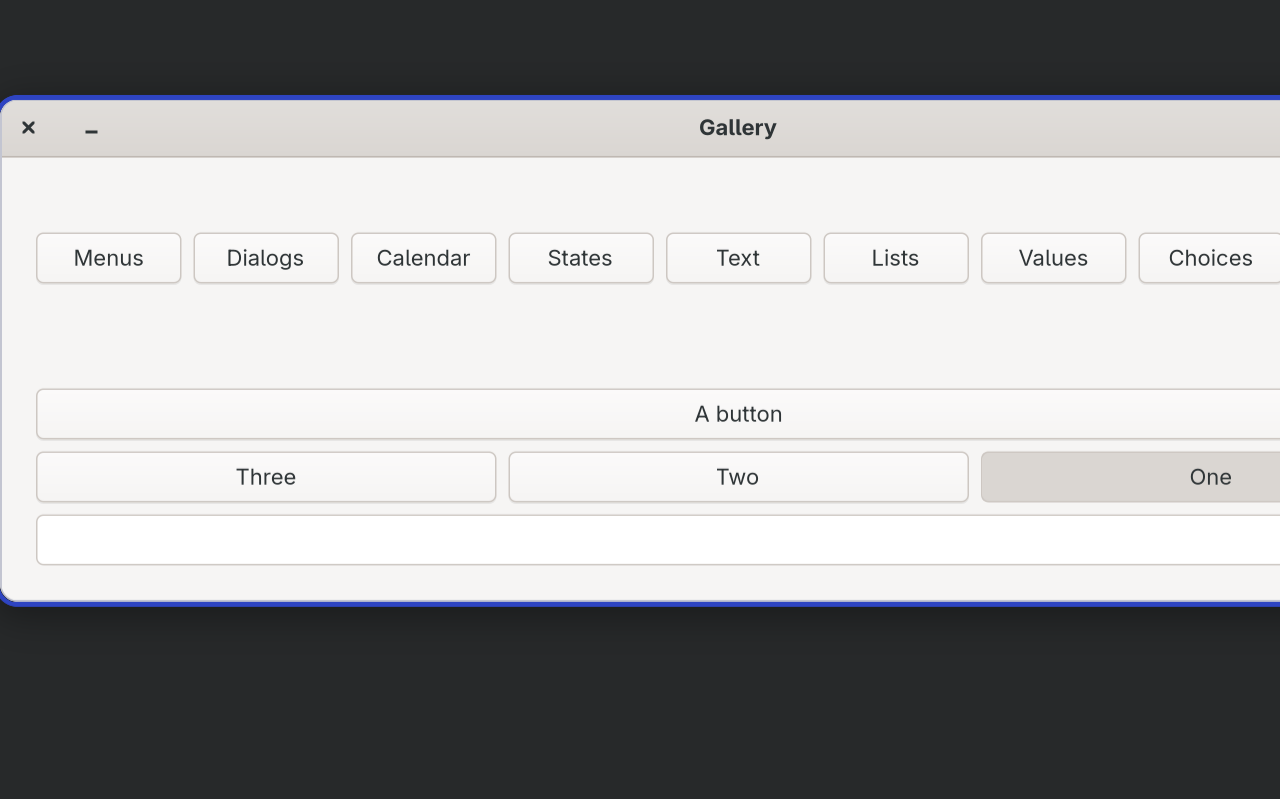 Gallery
Menus Dialogs Calendar States Text Lists Values Choices
A button
Three Two One